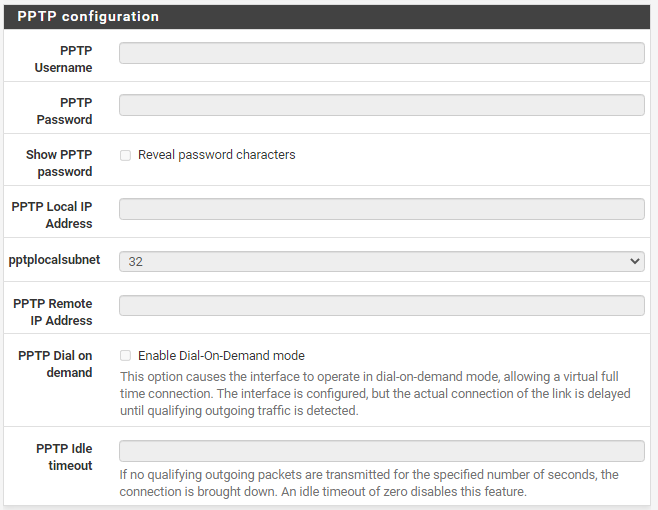 PPTP configuration
PPTP
Username
PPTP
Password
Show PPTP
password
Reveal password characters
PPTP Local IP
Address
pptplocalsubnet
32
PPTP Remote
IP Address
PPTP Dial on
demand
Enable Dial-On-Demand mode
This option causes the interface to operate in dial-on-demand mode, allowing a virtual full
time connection. The interface is configured, but the actual connection of the link is delayed
until qualifying outgoing traffic is detected.
PPTP Idle
timeout
If no qualifying outgoing packets are transmitted for the specified number of seconds, the
connection is brought down. An idle timeout of zero disables this feature.